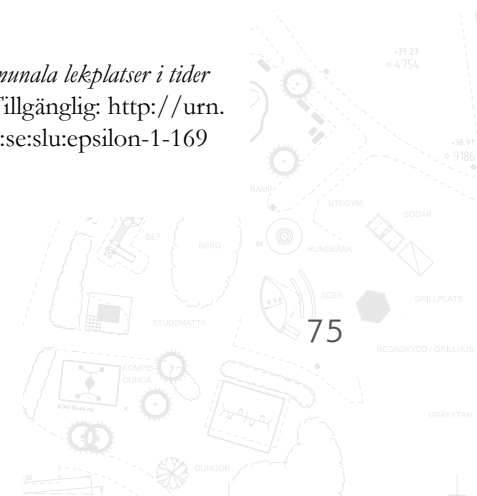 munala lekplatser i tider
Tillgänglig: http://urn.
:se:slu:epsilon-1-169
+39.23
4754
+38.91
9186
RAMP
UTEGYM
BODAR
BEF
BERG
RUNDBÄNK
SCEN
GRILLPLATS
STUDSMATTA
75
REGNSKYDD / GRILLHUS
KOMPIS
GUNGA
GRÄSYTAN
GUNGOR